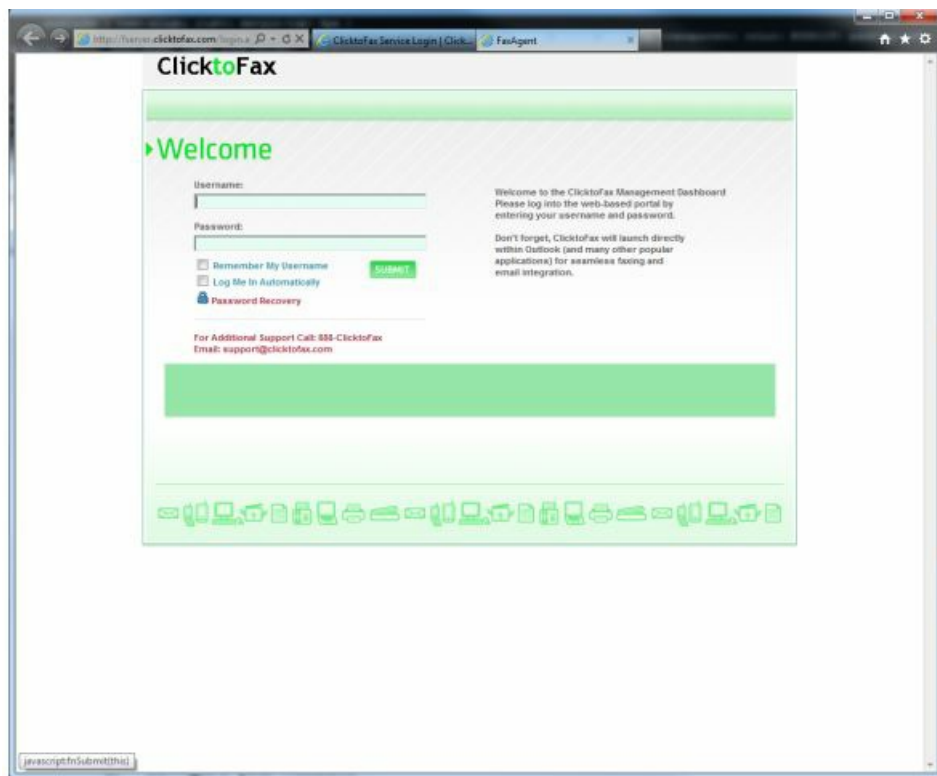 http://fserver.clicktofax.com/login.a
ClicktoFax Service Login | Click...
FaxAgent
ClicktoFax
Welcome
Username:
Welcome to the ClicktoFax Management Dashboard
Please log into the web-based portal by
entering your username and password.
Password:
Don't forget, ClicktoFax will launch directly
within Outlook (and many other popular
applications) for seamless faxing and
email integration.
Remember My Username
SUBMIT
Log Me In Automatically
Password Recovery
For Additional Support Call: 888-ClicktoFax
Email: support@clicktofax.com
javascript:fnSubmit(this)